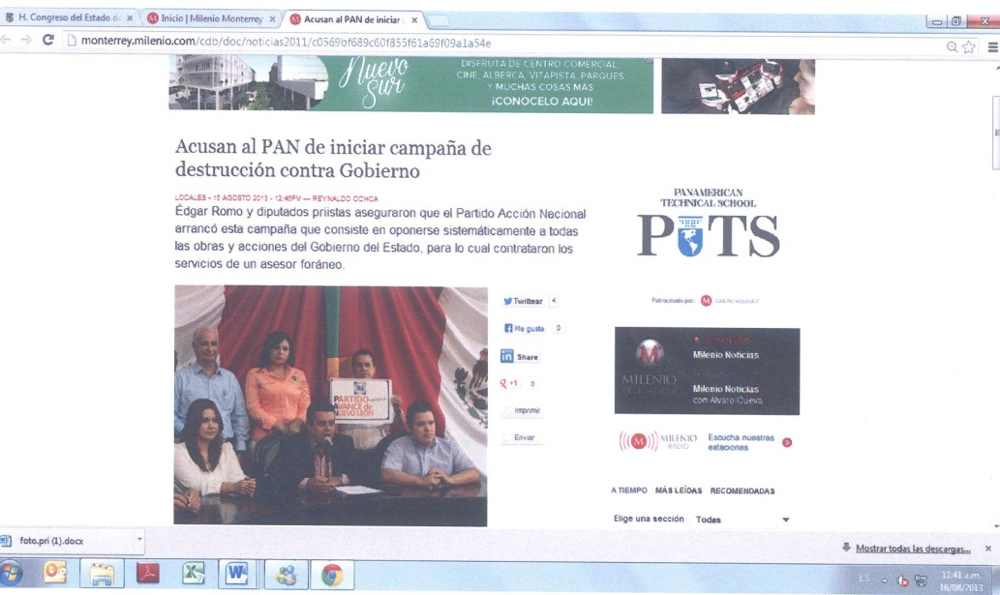 H. Congreso del Estado de
Inicio | Milenio Monterrey
Acusan al PAN de iniciar
monterrey.milenio.com/cdb/doc/noticias2011/c0569bf689c60f855f61a69f09a1a54e
Nuevo
Sur
DISFRUTA DE CENTRO COMERCIAL
CINE, ALBERCA, VITAPISTA, PARQUES
Y MUCHAS COSAS MÁS
¡CONÓCELO AQUI!
Acusan al PAN de iniciar campaña de
destrucción contra Gobierno
LOCALES • 15 AGOSTO 2013 • 12:46PM — REYNALDO OCHOA
Édgar Romo y diputados priistas aseguraron que el Partido Acción Nacional
arrancó esta campaña que consiste en oponerse sistemáticamente a todas
las obras y acciones del Gobierno del Estado, para lo cual contrataron los
servicios de un asesor foráneo.
PARTIDO
AVANCE de
NUEVO LEÓN
Twittear 4
Me gusta 0
in Share
g +1 0
Imprimir
Enviar
PANAMERICAN
TECHNICAL SCHOOL
PTS
Patrocinado por:
M
MILENIO
TELEVISION
Milenio Noticias
Milenio Noticias
con Alvaro Cueva
M MILENIO
RADIO
Escucha nuestras
estaciones
A TIEMPO MÁS LEÍDAS RECOMENDADAS
Elige una sección Todas
foto.pri (1).docx
Mostrar todas las descargas...
ES
11:41 a.m.
16/08/2013